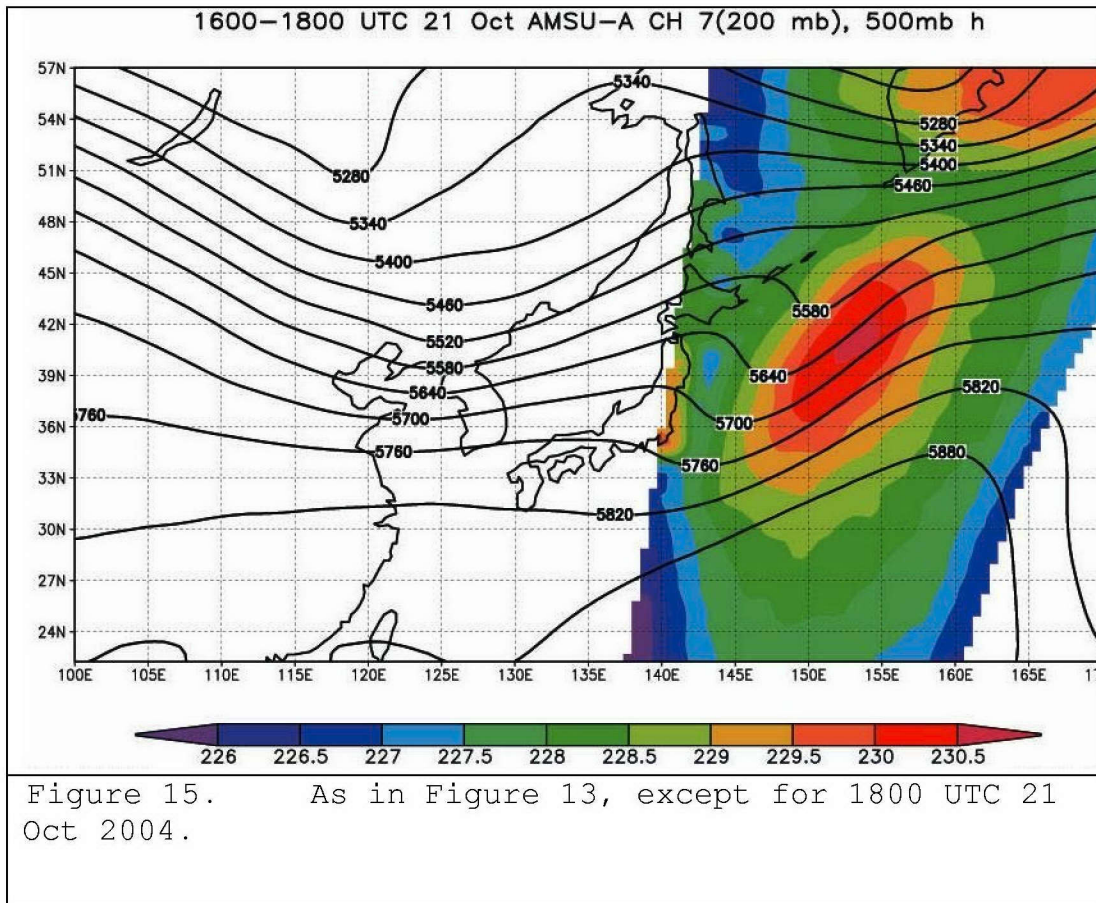 1600–1800 UTC 21 Oct AMSU–A CH 7(200 mb), 500mb h
57N
54N
51N
48N
45N
42N
39N
36N
33N
30N
27N
24N
5340
5280
5340
5400
5460
5280
5340
5400
5460
5520
5580
5640
5700
5760
5760
5820
5580
5640
5700
5760
5820
5880
100E 105E 110E 115E 120E 125E 130E 135E 140E 145E 150E 155E 160E 165E
226 226.5 227 227.5 228 228.5 229 229.5 230 230.5
Figure 15. As in Figure 13, except for 1800 UTC 21
Oct 2004.